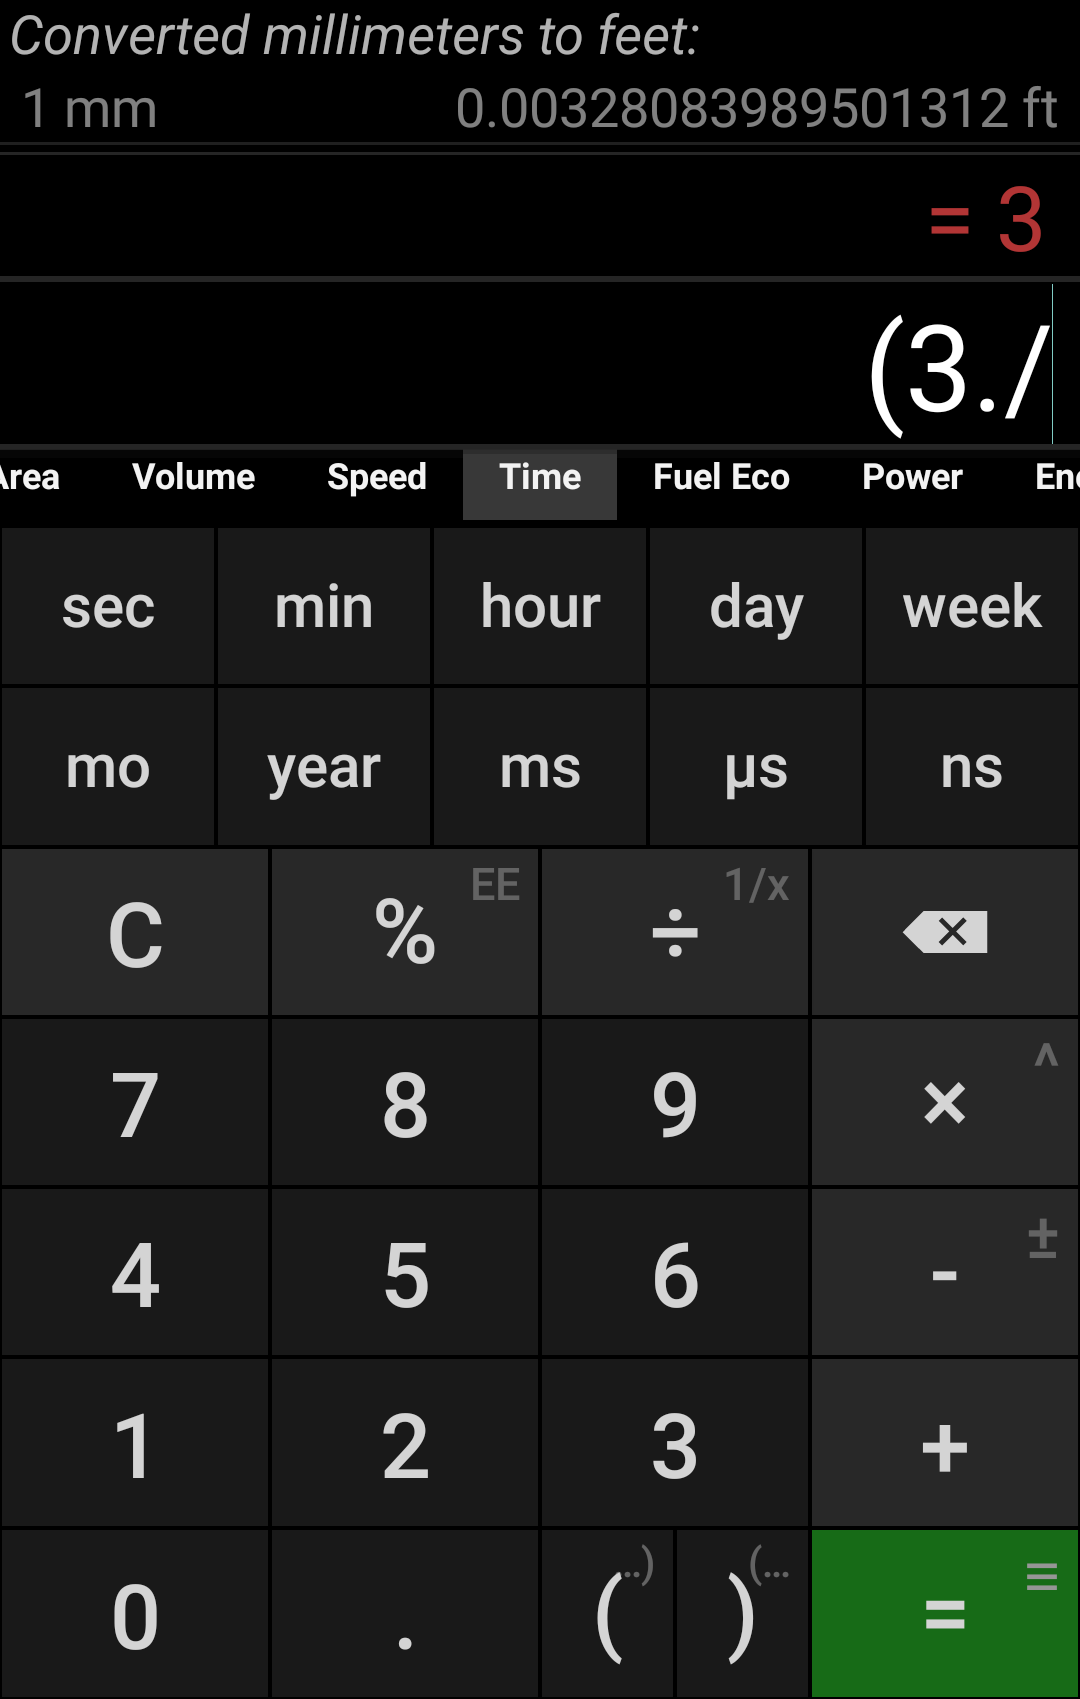 Converted millimeters to feet:
1 mm 0.00328083989501312 ft
= 3
(3./
Area Volume Speed Time Fuel Eco Power
sec min hour day week
mo year ms µs ns
C % EE ÷ 1/x
7 8 9 × ^
4 5 6 - ±
1 2 3 +
0 . ( ..) ) (... =